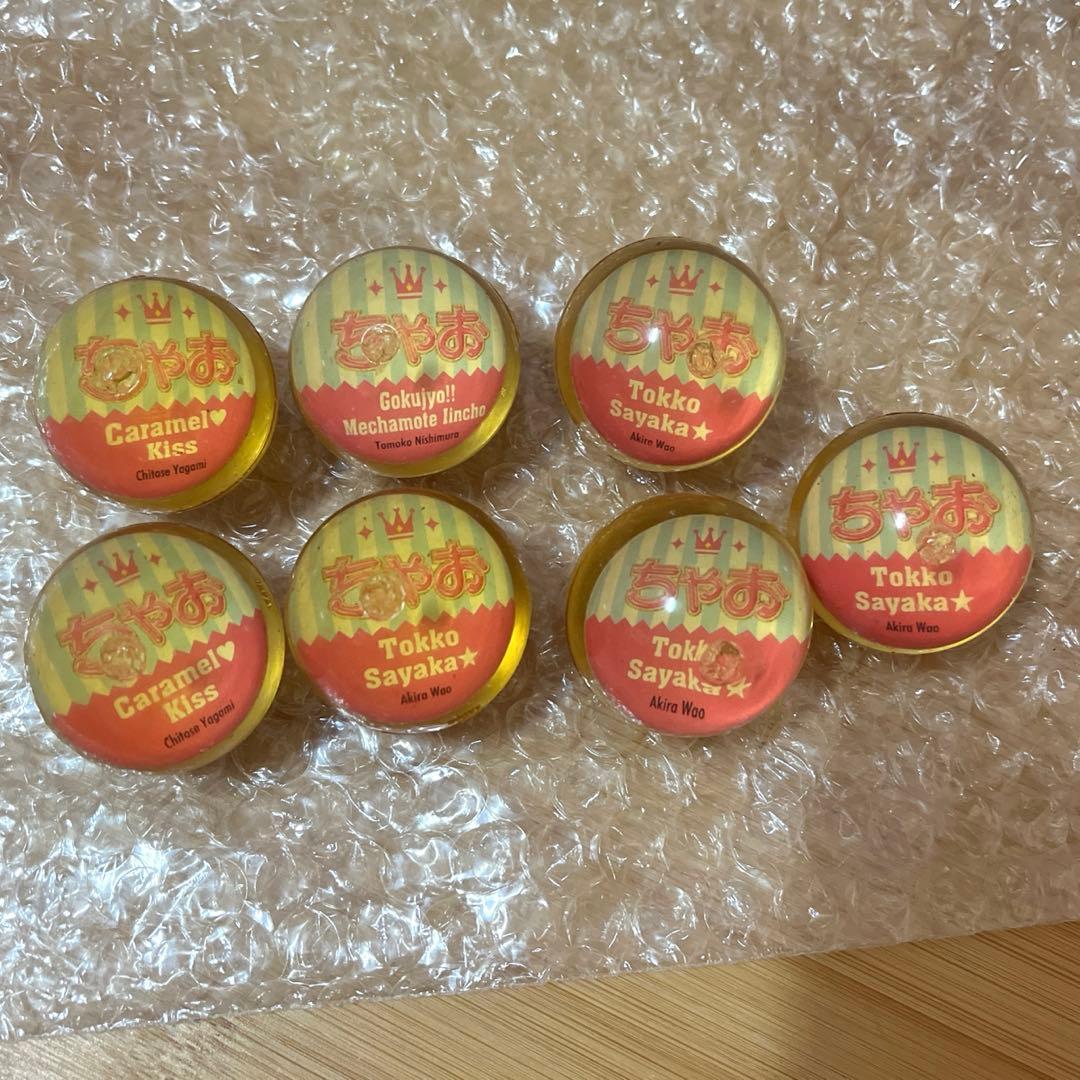 ちゃお
Caramel♥
Kiss
Chitose Yagami
ちゃお
Gokujyo!!
Mechamote Iincho
Tomoko Nishimura
ちゃお
Tokko
Sayaka★
Akira Wao
ちゃお
Tokko
Sayaka★
Akira Wao
ちゃお
Caramel♥
Kiss
Chitose Yagami
ちゃお
Tokko
Sayaka★
Akira Wao
ちゃお
Tokko
Sayaka★
Akira Wao